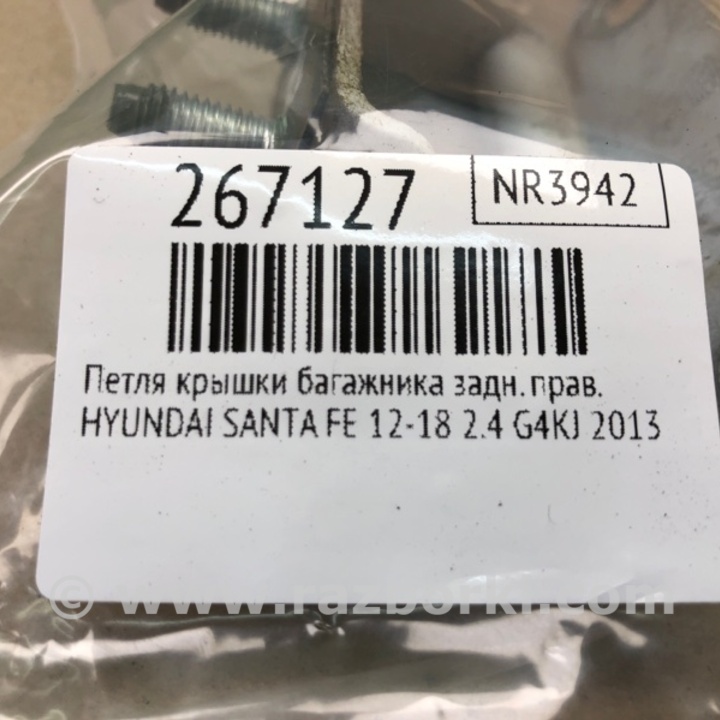 267127
NR3942
Петля крышки багажника задн. прав.
HYUNDAI SANTA FE 12-18 2.4 G4KJ 2013
© www.razborki.com